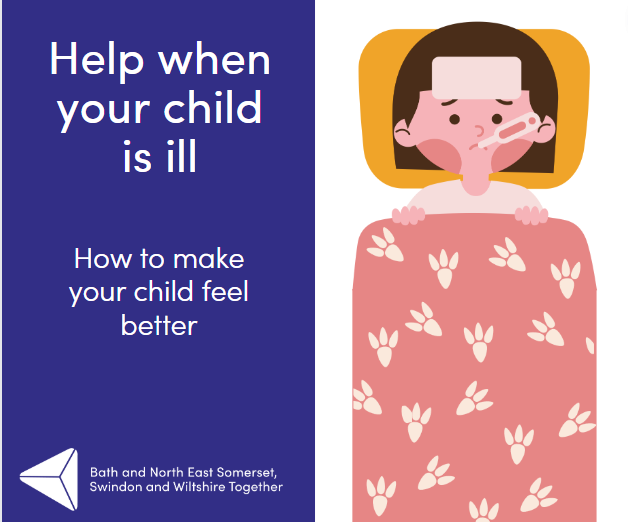 Help when
your child
is ill
How to make
your child feel
better
Bath and North East Somerset,
Swindon and Wiltshire Together